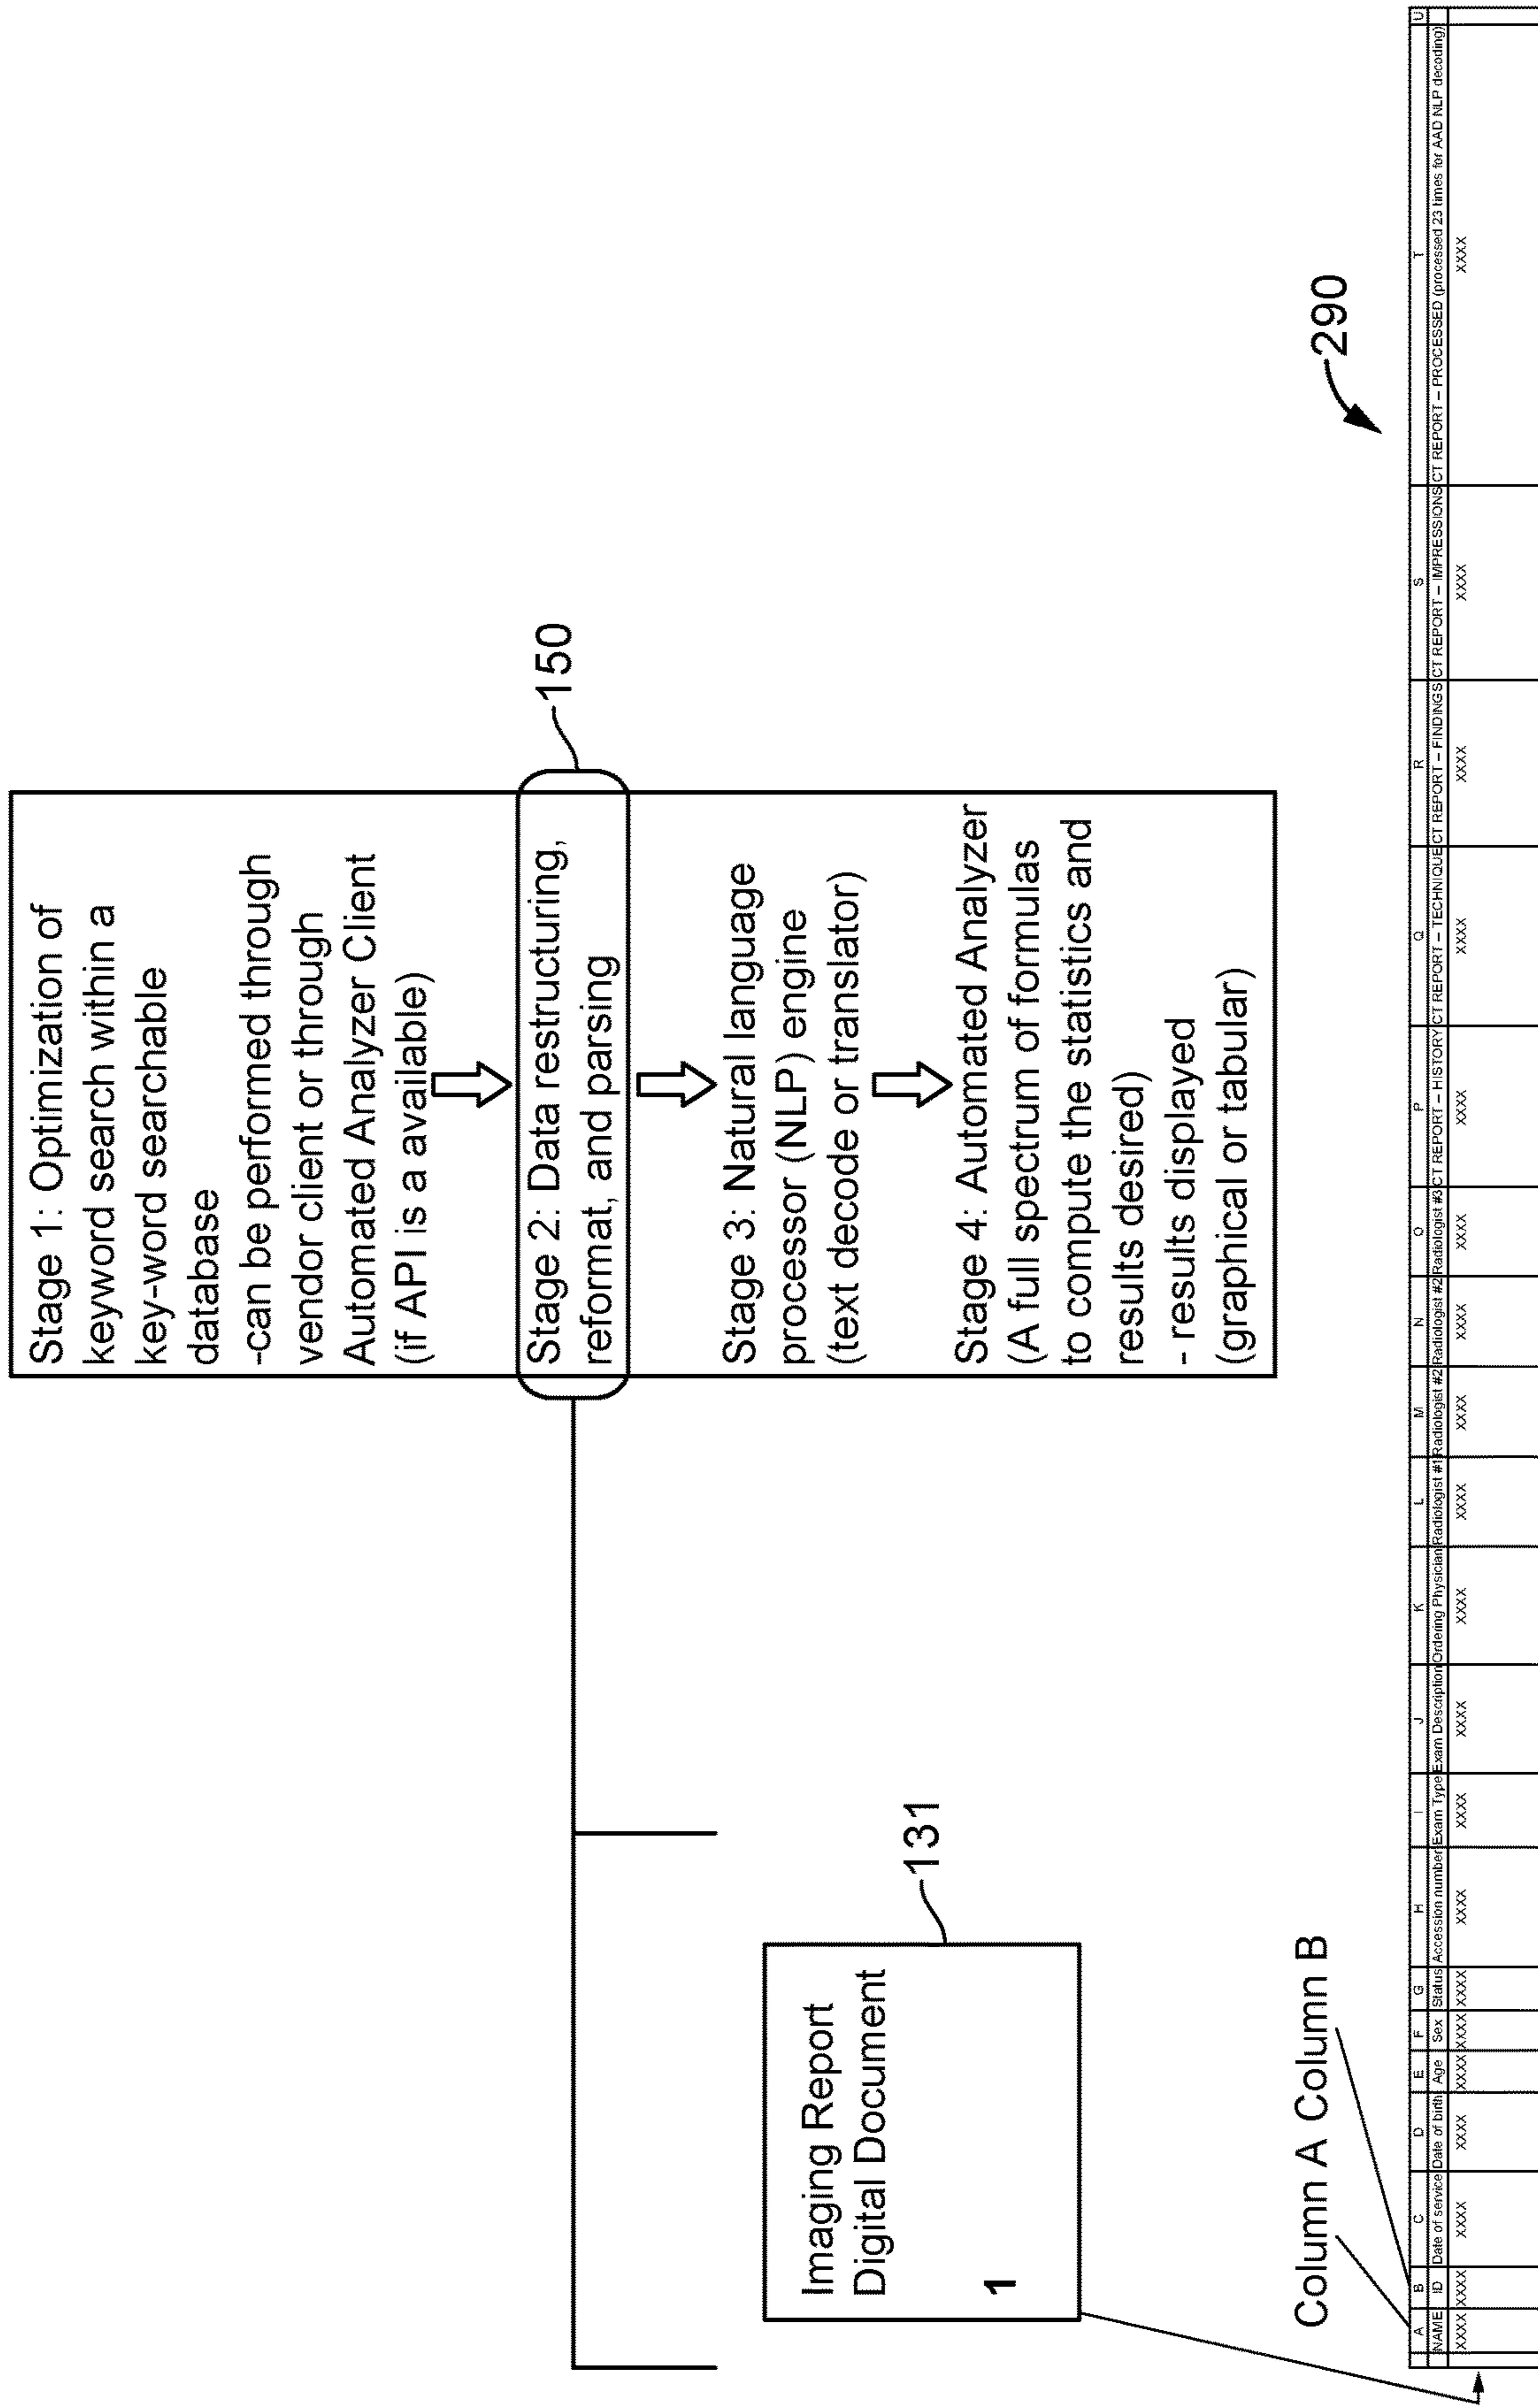 Stage 1: Optimization of
keyword search within a
key-word searchable
database
-can be performed through
vendor client or through
Automated Analyzer Client
(if API is a available)
Stage 2: Data restructuring,
reformat, and parsing
150
Stage 3: Natural language
processor (NLP) engine
(text decode or translator)
Stage 4: Automated Analyzer
(A full spectrum of formulas
to compute the statistics and
results desired)
- results displayed
(graphical or tabular)
Imaging Report
Digital Document
1
131
Column A Column B
290
A B C D E F G H I J K L M N O P Q R S T U
NAME ID Date of service Date of birth Age Sex Status Accession number Exam Type Exam Description Ordering Physician Radiologist #1 Radiologist #2 Radiologist #2 Radiologist #3 CT REPORT – HISTORY CT REPORT – TECHNIQUE CT REPORT – FINDINGS CT REPORT – IMPRESSIONS CT REPORT – PROCESSED (processed 23 times for AAD NLP decoding)
XXXX XXXX XXXX XXXX XXXX XXXX XXXX XXXX XXXX XXXX XXXX XXXX XXXX XXXX XXXX XXXX XXXX XXXX XXXX XXXX